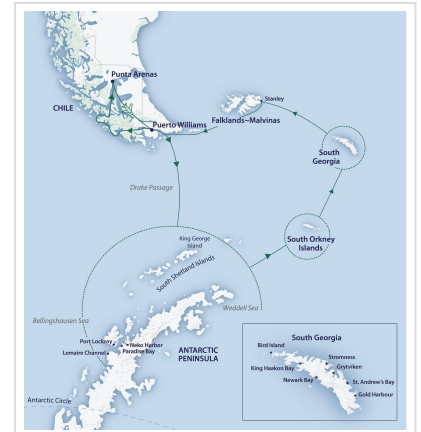 Punta Arenas
CHILE
Stanley
Puerto Williams
Falklands~Malvinas
South
Georgia
Drake Passage
King George
Island
South Orkney
Islands
South Shetland Islands
Weddell Sea
Bellingshausen Sea
Port Lockroy
Neko Harbor
Paradise Bay
Lemaire Channel
ANTARCTIC
PENINSULA
Antarctic Circle
South Georgia
Bird Island
Stromness
King Haakon Bay
Grytviken
Newark Bay
St. Andrew's Bay
Gold Harbour